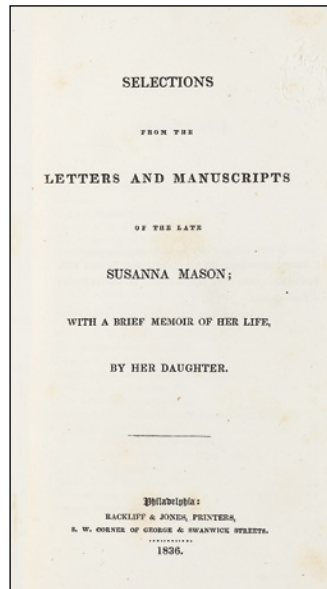 SELECTIONS
FROM THE
LETTERS AND MANUSCRIPTS
OF THE LATE
SUSANNA MASON;
WITH A BRIEF MEMOIR OF HER LIFE,
BY HER DAUGHTER.
Philadelphia:
RACKLIFF & JONES, PRINTERS,
S. W. CORNER OF GEORGE & SWANWICK STREETS.
1836.